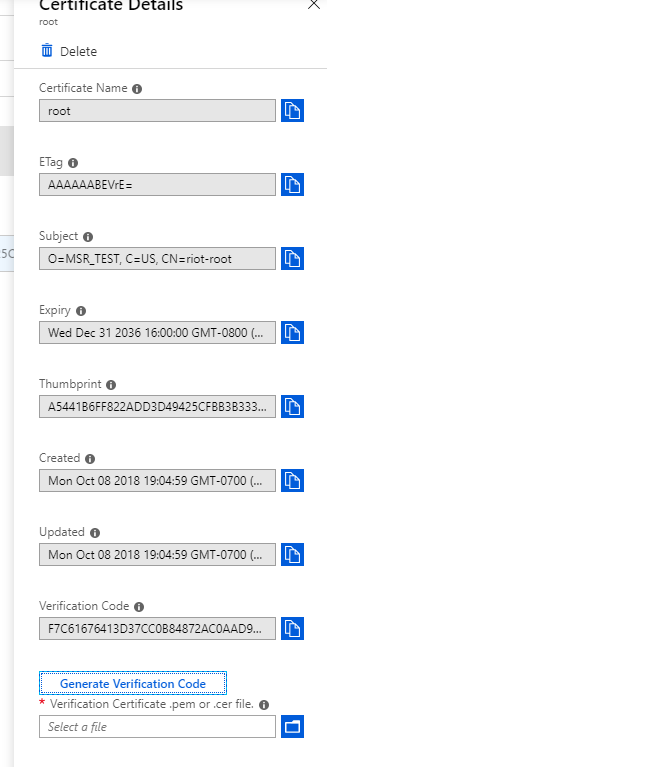 Certificate Details
root
Delete
Certificate Name
root
ETag
AAAAAABEVrE=
Subject
O=MSR_TEST, C=US, CN=riot-root
Expiry
Wed Dec 31 2036 16:00:00 GMT-0800 (...
Thumbprint
A5441B6FF822ADD3D49425CFBB3B333...
Created
Mon Oct 08 2018 19:04:59 GMT-0700 (...
Updated
Mon Oct 08 2018 19:04:59 GMT-0700 (...
Verification Code
F7C61676413D37CC0B84872AC0AAD9...
Generate Verification Code
* Verification Certificate .pem or .cer file.
Select a file